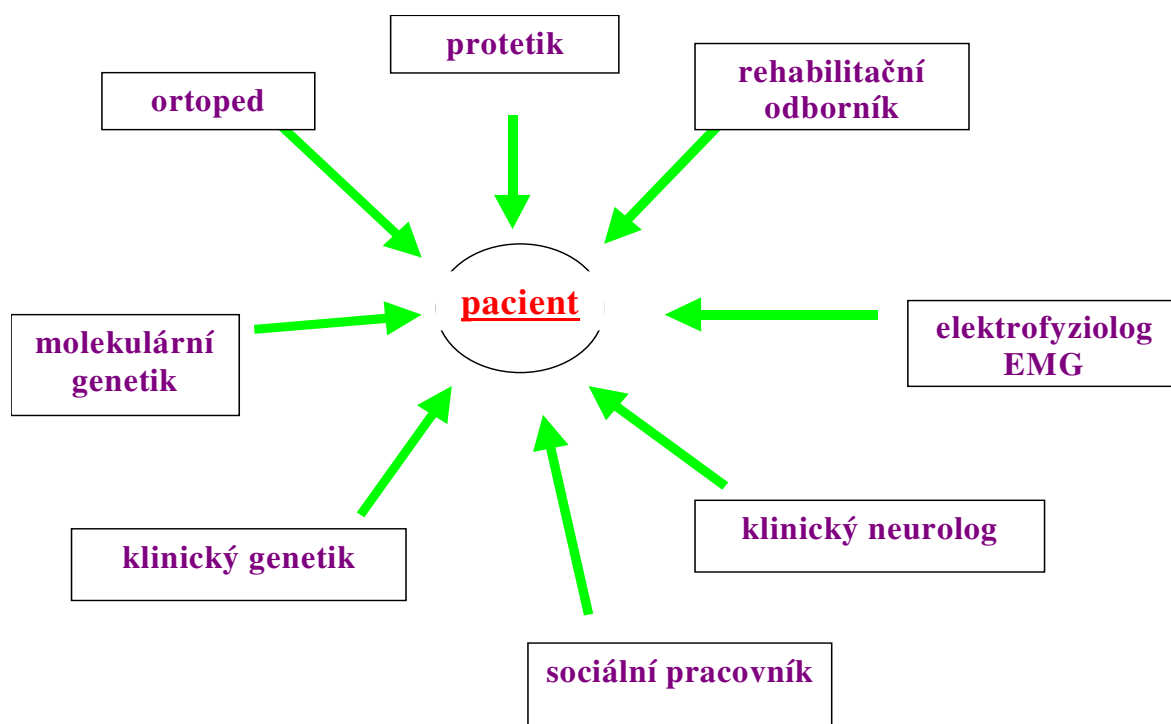 protetik
rehabilitační
odborník
ortoped
pacient
molekulární
genetik
elektrofyziolog
EMG
klinický neurolog
klinický genetik
sociální pracovník